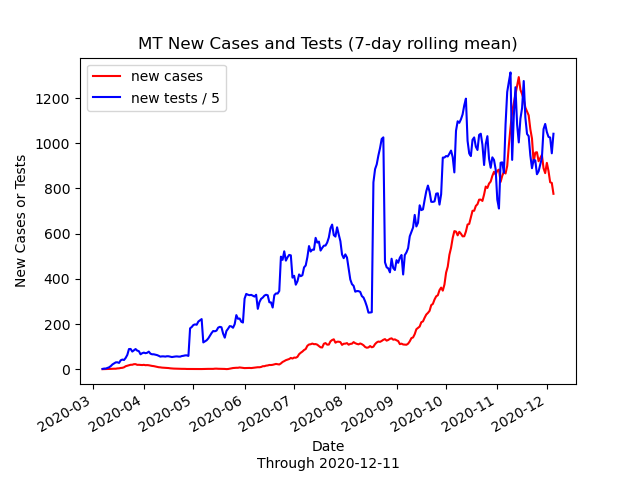 MT New Cases and Tests (7-day rolling mean)
new cases
new tests / 5
New Cases or Tests
1200
1000
800
600
400
200
0
2020-03
2020-04
2020-05
2020-06
2020-07
2020-08
2020-09
2020-10
2020-11
2020-12
Date
Through 2020-12-11